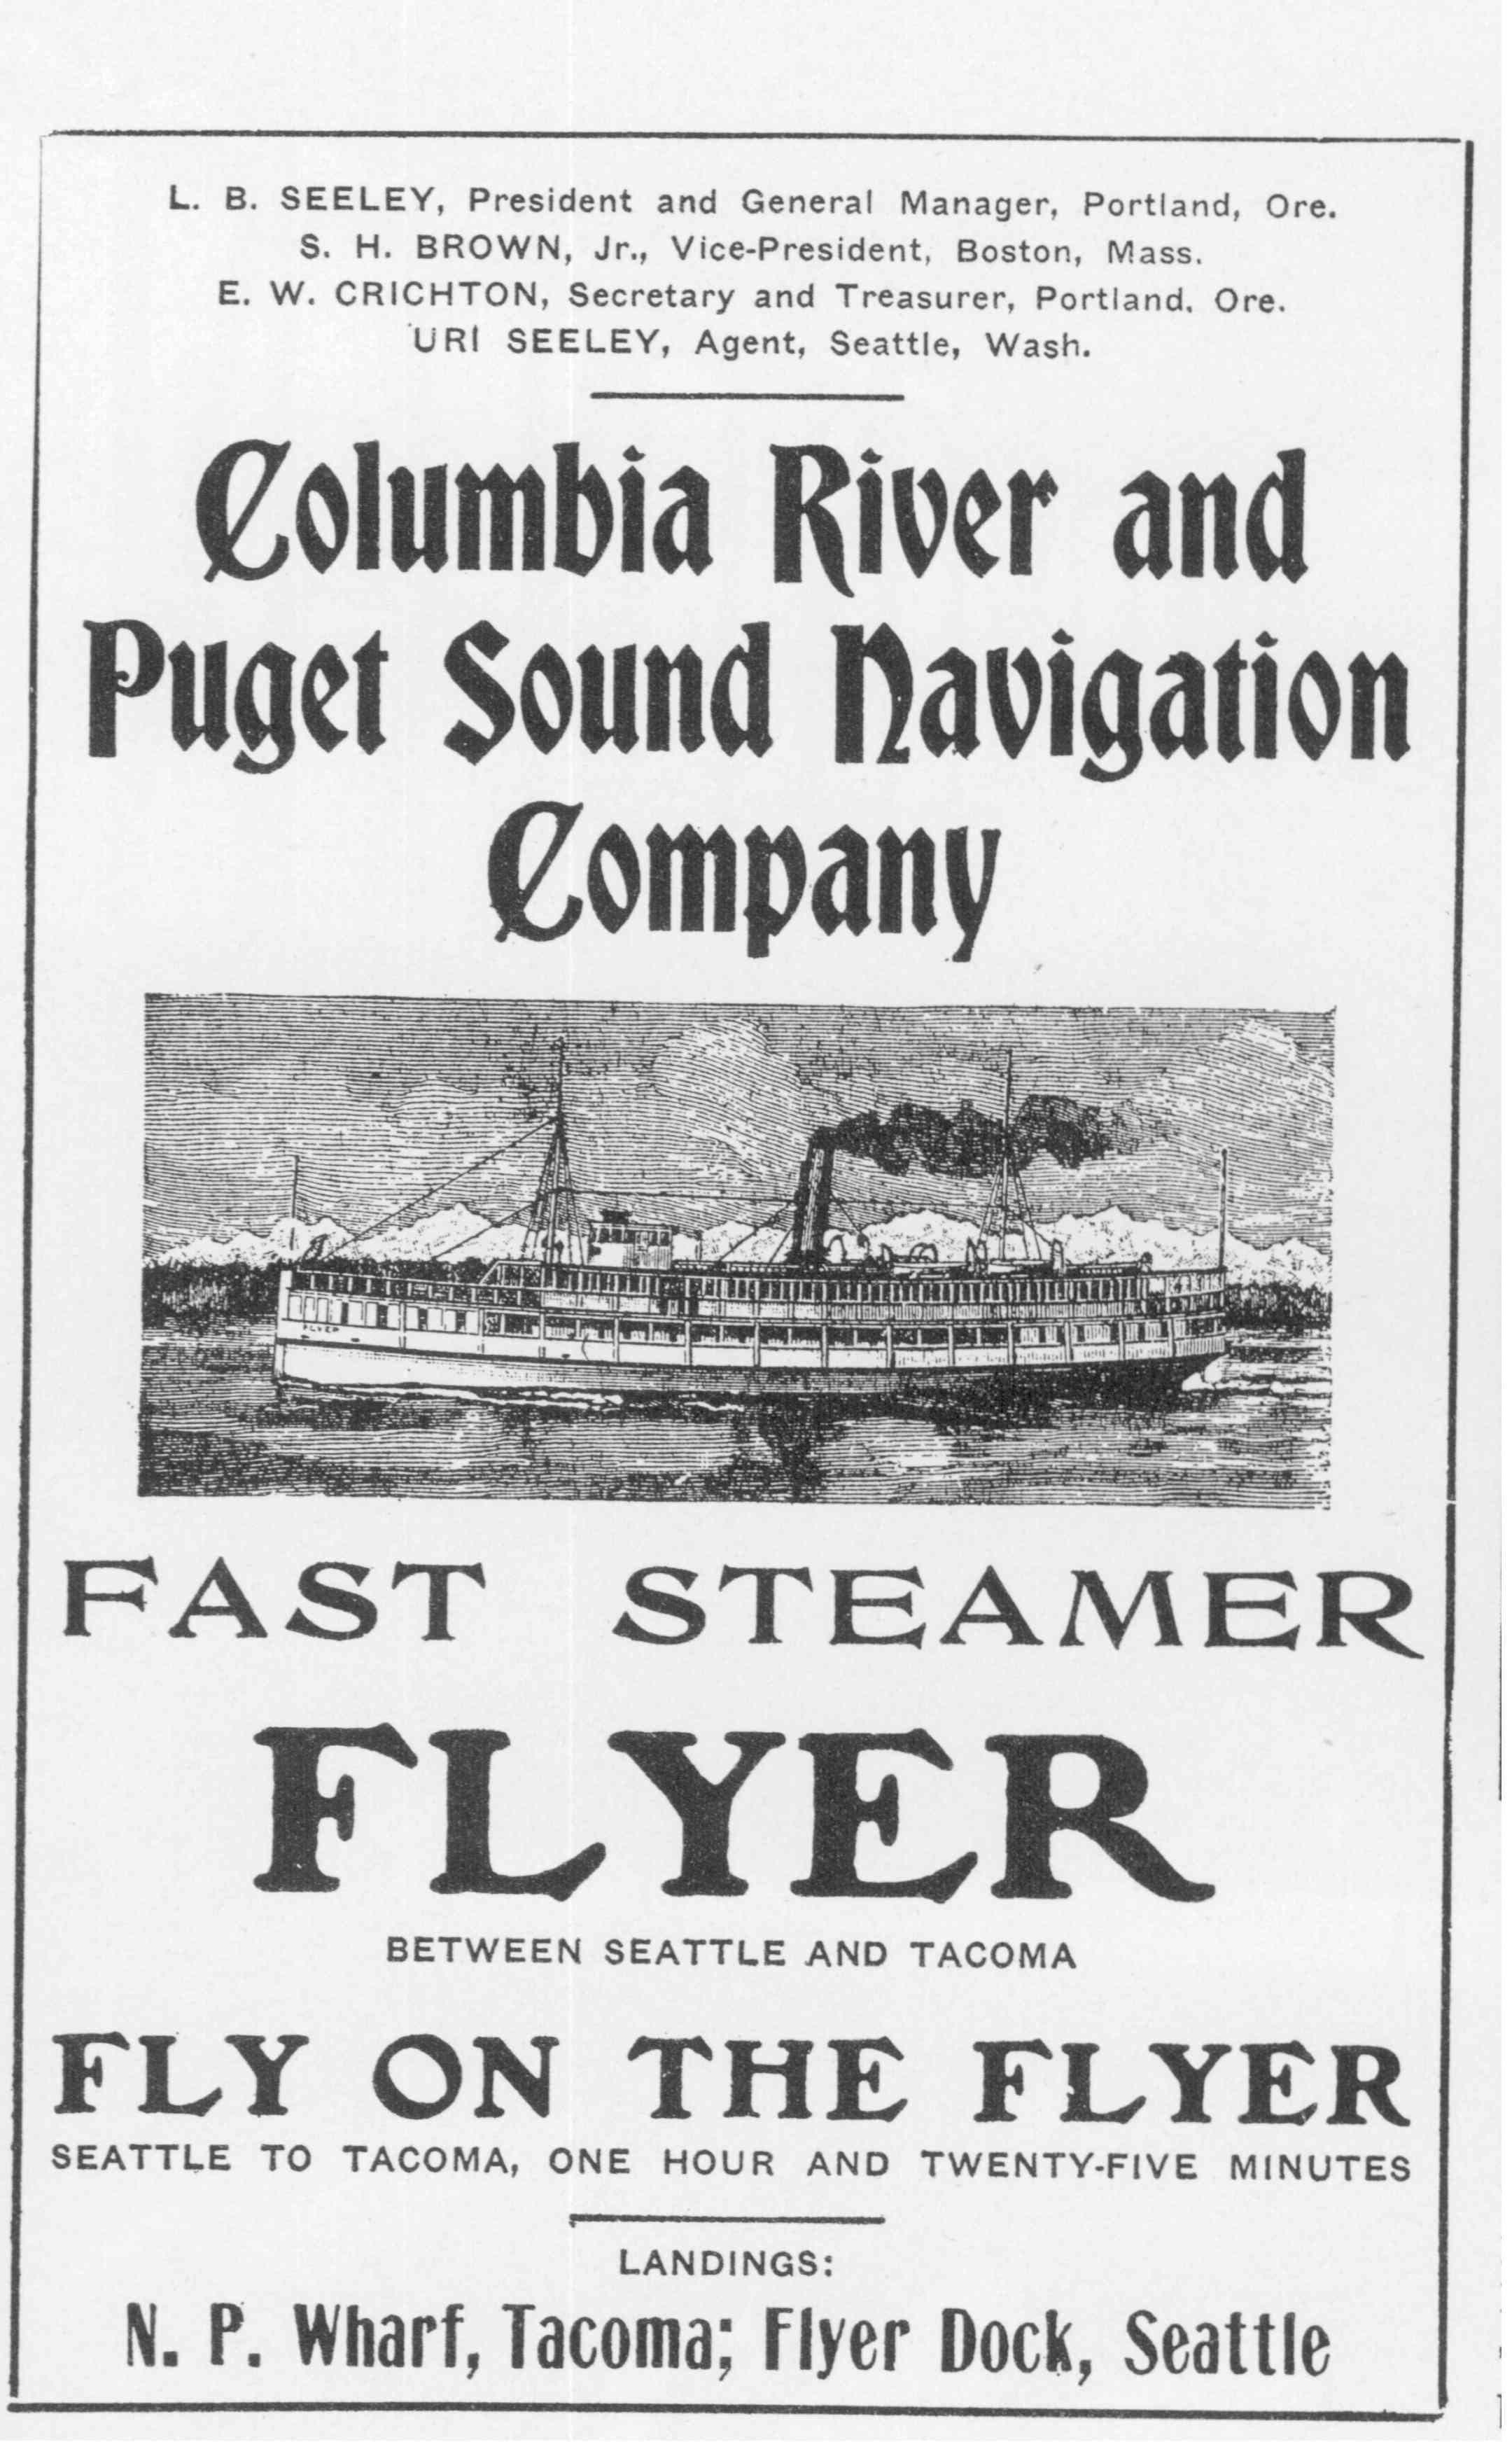 L. B. SEELEY, President and General Manager, Portland, Ore.
S. H. BROWN, Jr., Vice-President, Boston, Mass.
E. W. CRICHTON, Secretary and Treasurer, Portland, Ore.
URI SEELEY, Agent, Seattle, Wash.
Columbia River and
Puget Sound Navigation
Company
FLYER
FAST STEAMER
FLYER
BETWEEN SEATTLE AND TACOMA
FLY ON THE FLYER
SEATTLE TO TACOMA, ONE HOUR AND TWENTY-FIVE MINUTES
LANDINGS:
N. P. Wharf, Tacoma; Flyer Dock, Seattle